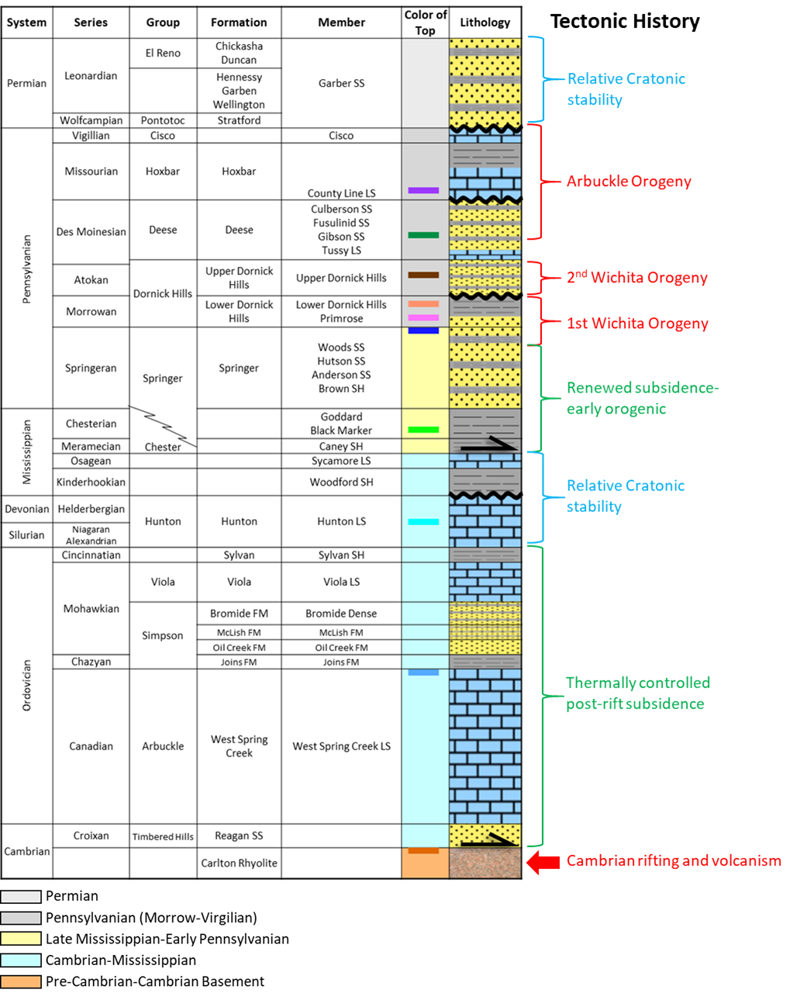 System Series Group Formation Member Color of Top Lithology Tectonic History
Permian
Leonardian
El Reno
Chickasha
Duncan
Hennessy
Garben
Wellington
Garber SS
Relative Cratonic
stability
Wolfcampian Pontotoc Stratford
Pennsylvanian
Vigillian Cisco Cisco
Missourian Hoxbar Hoxbar
County Line LS
Arbuckle Orogeny
Des Moinesian Deese Deese
Culberson SS
Fusulinid SS
Gibson SS
Tussy LS
Atokan
Dornick Hills
Upper Dornick
Hills
Upper Dornick Hills
2nd Wichita Orogeny
Morrowan
Lower Dornick
Hills
Lower Dornick Hills
Primrose
1st Wichita Orogeny
Springeran
Springer
Springer
Woods SS
Hutson SS
Anderson SS
Brown SH
Renewed subsidence-
early orogenic
Mississippian
Chesterian
Goddard
Black Marker
Meramecian Chester Caney SH
Osagean Sycamore LS
Kinderhookian Woodford SH
Relative Cratonic
stability
Devonian Helderbergian
Hunton Hunton Hunton LS
Silurian
Niagaran
Alexandrian
Ordovician
Cincinnatian Sylvan Sylvan SH
Mohawkian
Viola Viola Viola LS
Simpson
Bromide FM Bromide Dense
McLish FM McLish FM
Oil Creek FM Oil Creek FM
Chazyan Joins FM Joins FM
Thermally controlled
post-rift subsidence
Canadian Arbuckle
West Spring
Creek
West Spring Creek LS
Cambrian
Croixan Timbered Hills Reagan SS
Carlton Rhyolite
Cambrian rifting and volcanism
Permian
Pennsylvanian (Morrow-Virgilian)
Late Mississippian-Early Pennsylvanian
Cambrian-Mississippian
Pre-Cambrian-Cambrian Basement